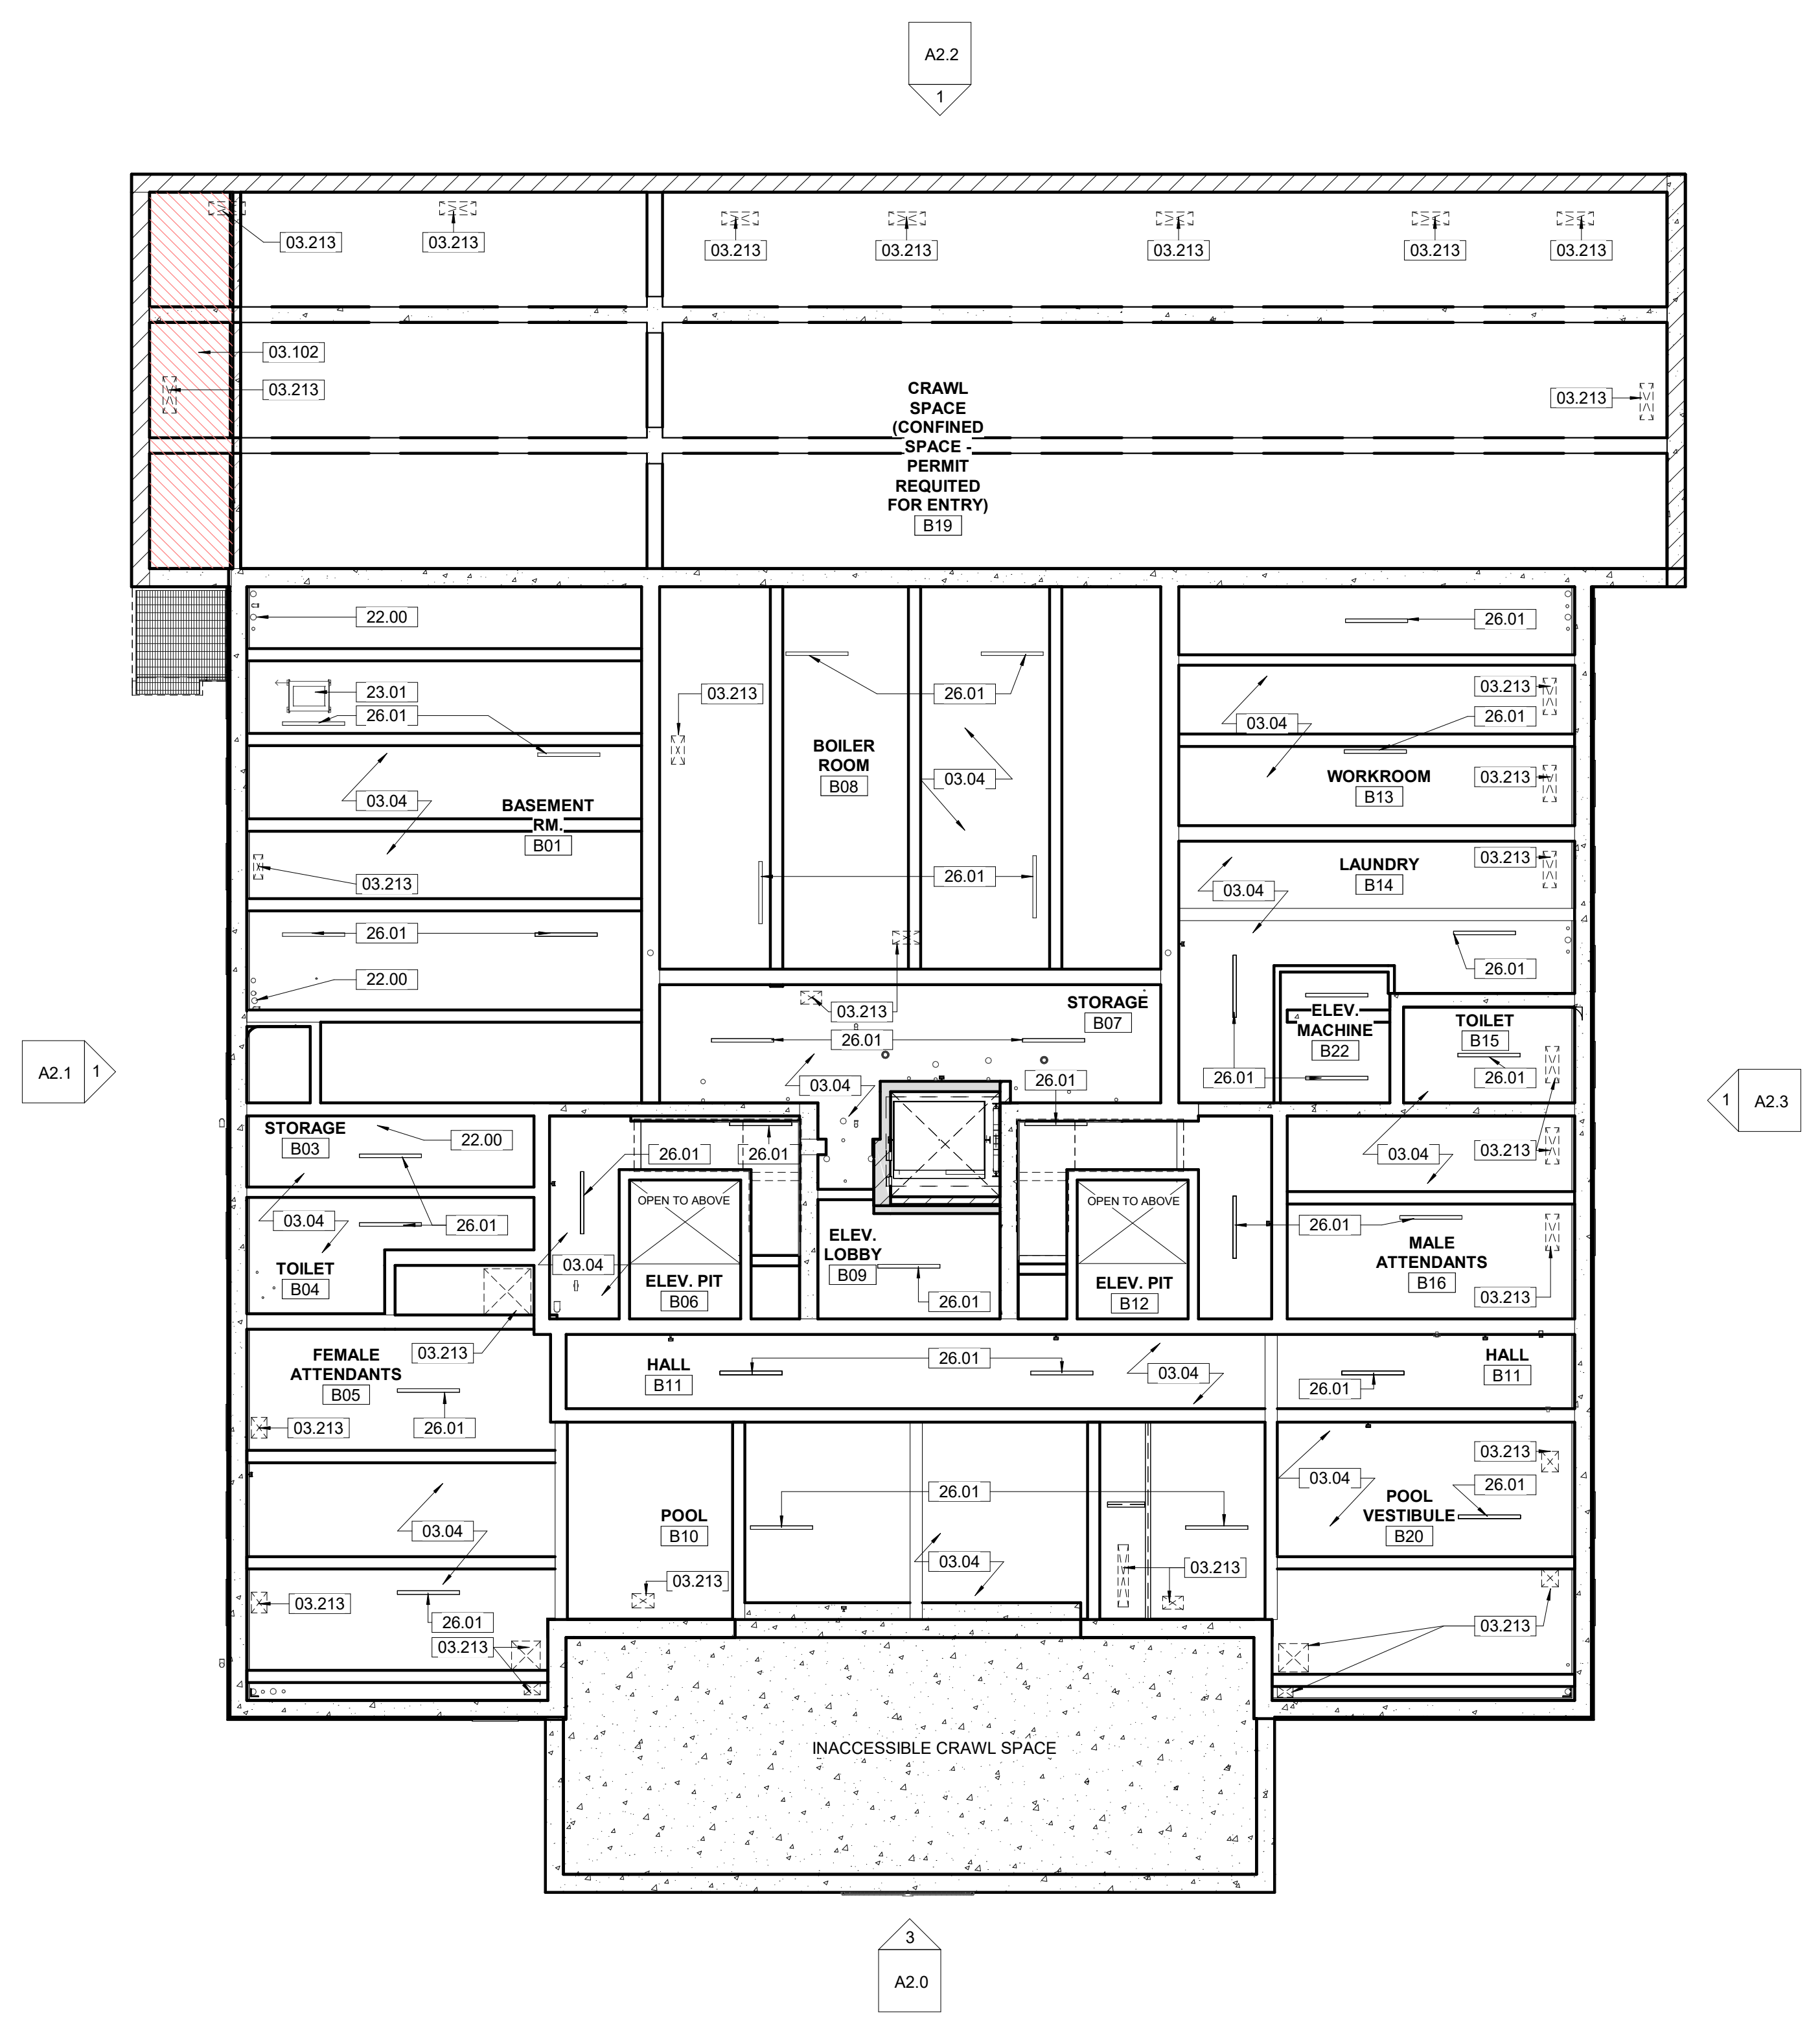 A2.2
1
03.213
03.213
03.213
03.213
03.213
03.213
03.213
03.102
03.213
CRAWL
SPACE
(CONFINED
SPACE -
PERMIT
REQUITED
FOR ENTRY)
B19
03.213
22.00
26.01
23.01
26.01
03.213
26.01
03.213
03.04
26.01
BOILER
ROOM
B08
03.04
WORKROOM
B13
03.213
03.04
BASEMENT
RM.
B01
03.213
26.01
LAUNDRY
B14
03.213
03.04
26.01
22.00
26.01
03.213
STORAGE
B07
26.01
03.04
26.01
ELEV.
MACHINE
B22
TOILET
B15
26.01
26.01
A2.1
1
1
A2.3
STORAGE
B03
22.00
26.01
26.01
03.04
03.213
03.04
26.01
OPEN TO ABOVE
OPEN TO ABOVE
26.01
TOILET
B04
03.04
ELEV. PIT
B06
ELEV.
LOBBY
B09
26.01
ELEV. PIT
B12
MALE
ATTENDANTS
B16
03.213
03.213
FEMALE
ATTENDANTS
B05
HALL
B11
26.01
03.04
26.01
HALL
B11
03.213
26.01
03.04
POOL
B10
26.01
03.04
03.213
03.213
03.04
03.213
26.01
POOL
VESTIBULE
B20
03.213
26.01
03.213
03.213
INACCESSIBLE CRAWL SPACE
3
A2.0